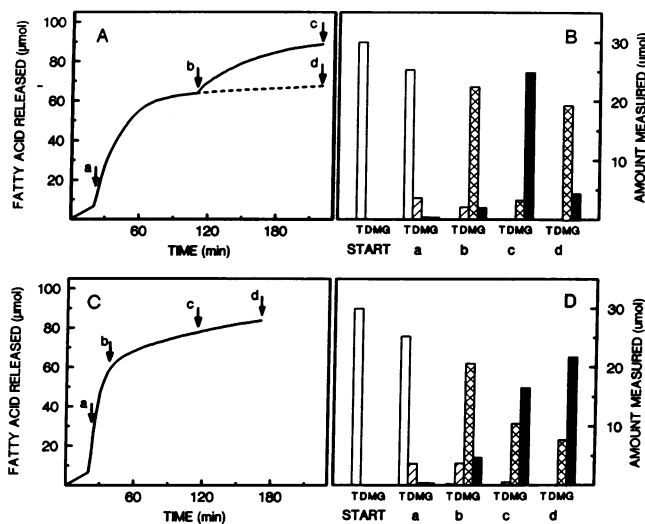 A
FATTY ACID RELEASED (µmol)
100
80
60
40
20
a
b
c
d
60
120
180
TIME (min)
B
30
20
10
AMOUNT MEASURED (µmol)
TDMG TDMG TDMG TDMG TDMG
START a b c d
C
FATTY ACID RELEASED (µmol)
100
80
60
40
20
a
b
c
d
60
120
180
TIME (min)
D
30
20
10
AMOUNT MEASURED (umol)
TDMG TDMG TDMG TDMG TDMG
START a b c d